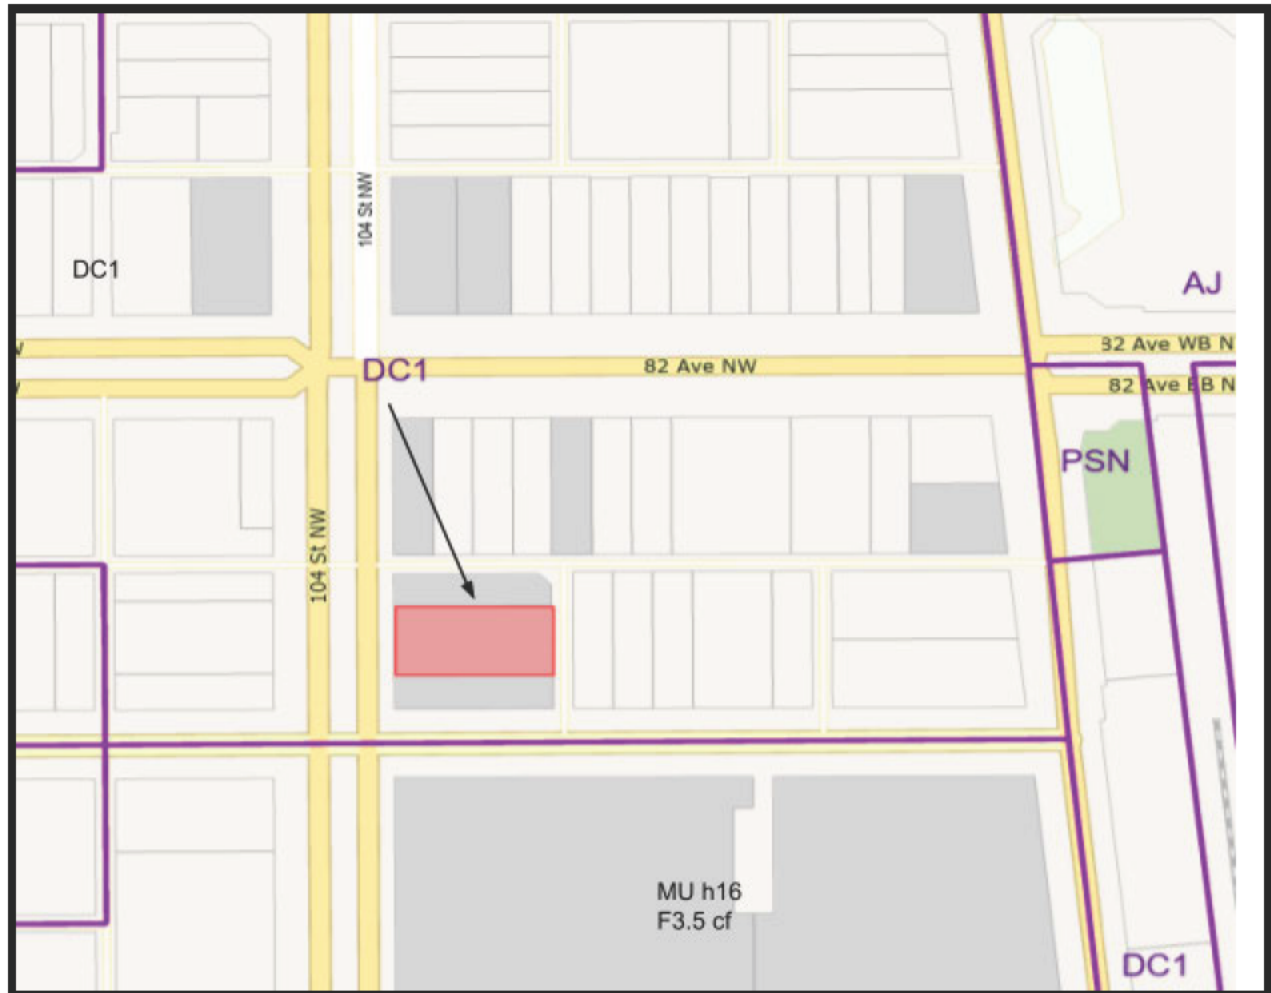 104 St NW
DC1
AJ
82 Ave WB N
DC1
82 Ave NW
82 Ave EB N
PSN
104 St NW
MU h16
F3.5 cf
DC1